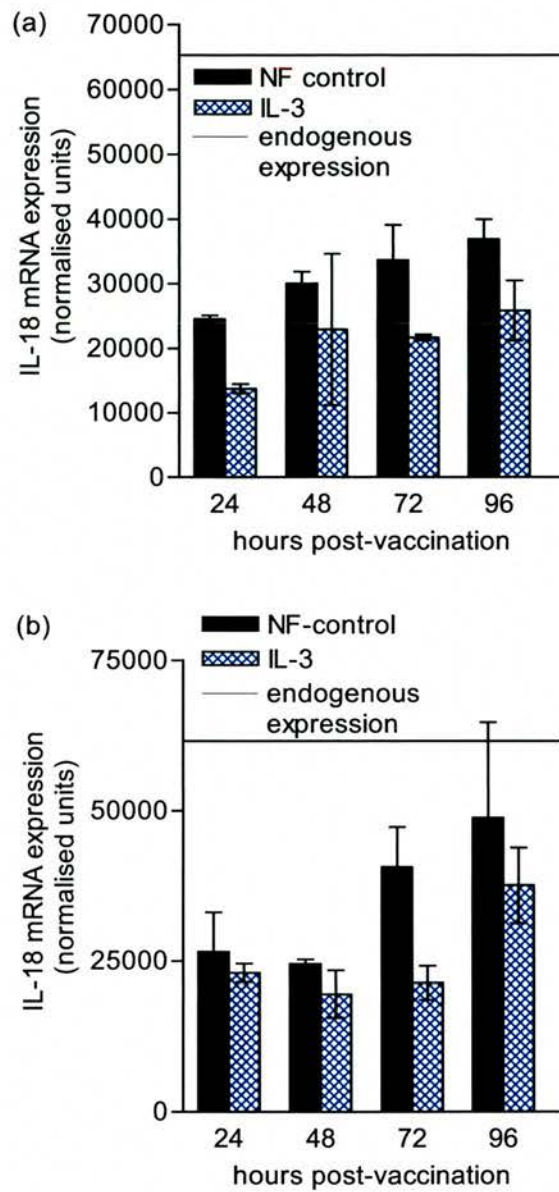 (a)
70000
60000
50000
40000
30000
20000
10000
0
IL-18 mRNA expression
(normalised units)
NF control
IL-3
endogenous
expression
24 48 72 96
hours post-vaccination
(b)
NF-control
IL-3
endogenous
expression
75000
50000
25000
0
IL-18 mRNA expression
(normalised units)
24 48 72 96
hours post-vaccination